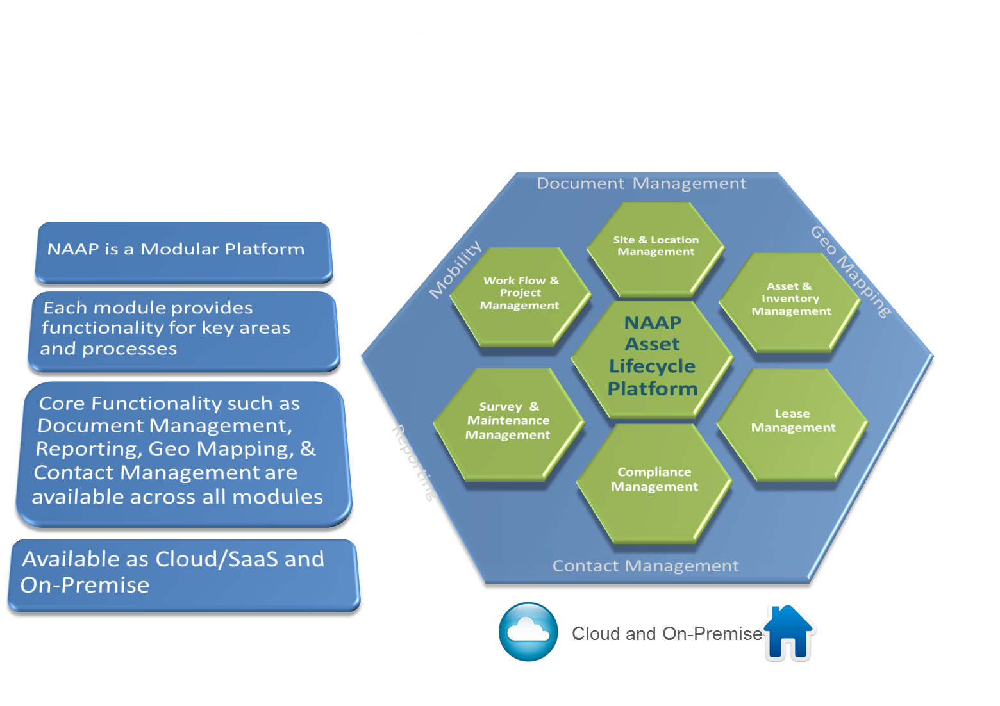 NAAP is a Modular Platform
Each module provides
functionality for key areas
and processes
Core Functionality such as
Document Management,
Reporting, Geo Mapping, &
Contact Management are
available across all modules
Available as Cloud/SaaS and
On-Premise
Document Management
Mobility
Geo Mapping
Reporting
Contact Management
Site & Location
Management
Work Flow &
Project
Management
Asset &
Inventory
Management
NAAP
Asset
Lifecycle
Platform
Survey &
Maintenance
Management
Lease
Management
Compliance
Management
Cloud and On-Premise